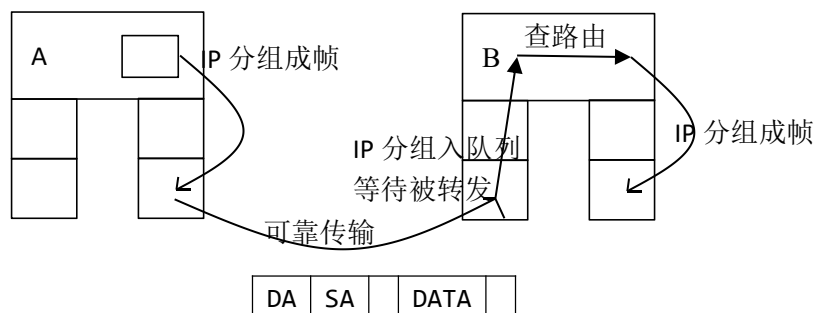 A
IP 分组成帧
B
查路由
IP 分组入队列
等待被转发
IP 分组成帧
可靠传输
DA SA DATA